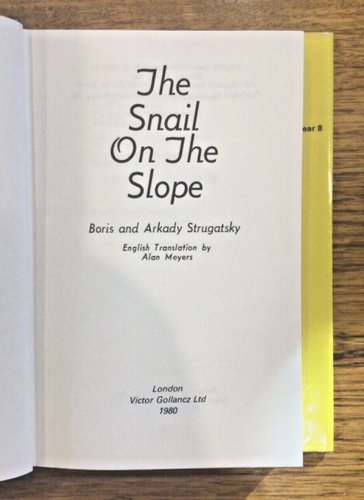 The
Snail
On The
Slope
Boris and Arkady Strugatsky
English Translation by
Alan Meyers
London
Victor Gollancz Ltd
1980